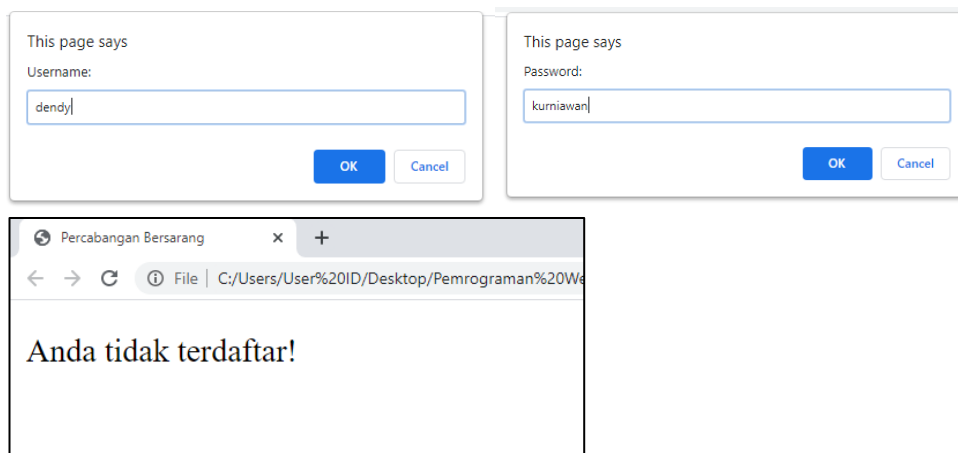 This page says
Username:
dendy
OK
Cancel
This page says
Password:
kurniawan
OK
Cancel
Percabangan Bersarang
File | C:/Users/User%20ID/Desktop/Pemrograman%20We
Anda tidak terdaftar!